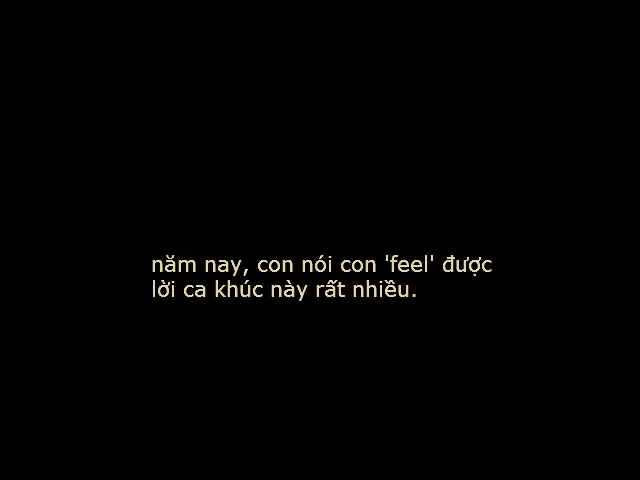 năm nay, con nói con 'feel' được
lời ca khúc này rất nhiều.